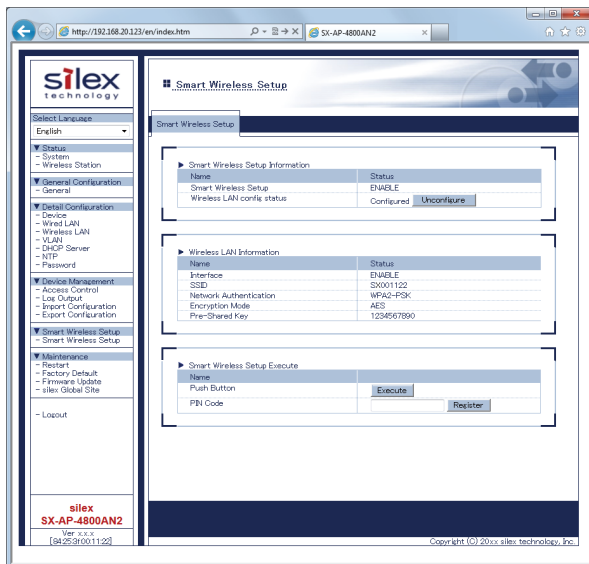 http://192.168.20.123/en/index.htm
SX-AP-4800AN2
silex
technology
Select Language
English
▼ Status
- System
- Wireless Station
▼ General Configuration
- General
▼ Detail Configuration
- Device
- Wired LAN
- Wireless LAN
- VLAN
- DHCP Server
- NTP
- Password
▼ Device Management
- Access Control
- Log Output
- Import Configuration
- Export Configuration
▼ Smart Wireless Setup
- Smart Wireless Setup
▼ Maintenance
- Restart
- Factory Default
- Firmware Update
- silex Global Site
- Logout
silex
SX-AP-4800AN2
Ver x.x.x
[84:25:3f:00:11:22]
Smart Wireless Setup
Smart Wireless Setup
▶ Smart Wireless Setup Information
Name Status
Smart Wireless Setup ENABLE
Wireless LAN config status Configured Unconfigure
▶ Wireless LAN Information
Name Status
Interface ENABLE
SSID SX001122
Network Authentication WPA2-PSK
Encryption Mode AES
Pre-Shared Key 1234567890
▶ Smart Wireless Setup Execute
Name
Push Button Execute
PIN Code Register
Copyright (C) 20xx silex technology, Inc.